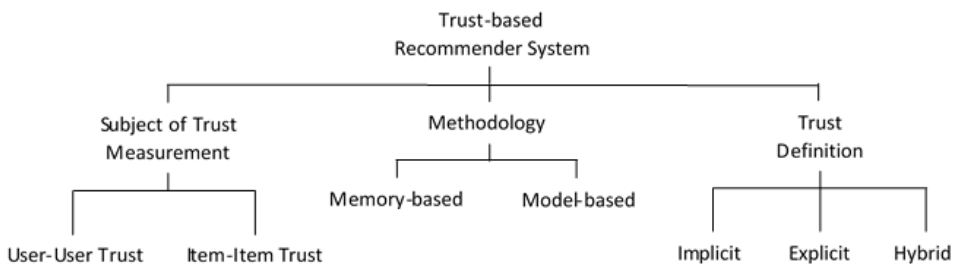 Trust-based
Recommender System
Subject of Trust
Measurement
Methodology
Trust
Definition
Memory-based
Model-based
User-User Trust
Item-Item Trust
Implicit
Explicit
Hybrid